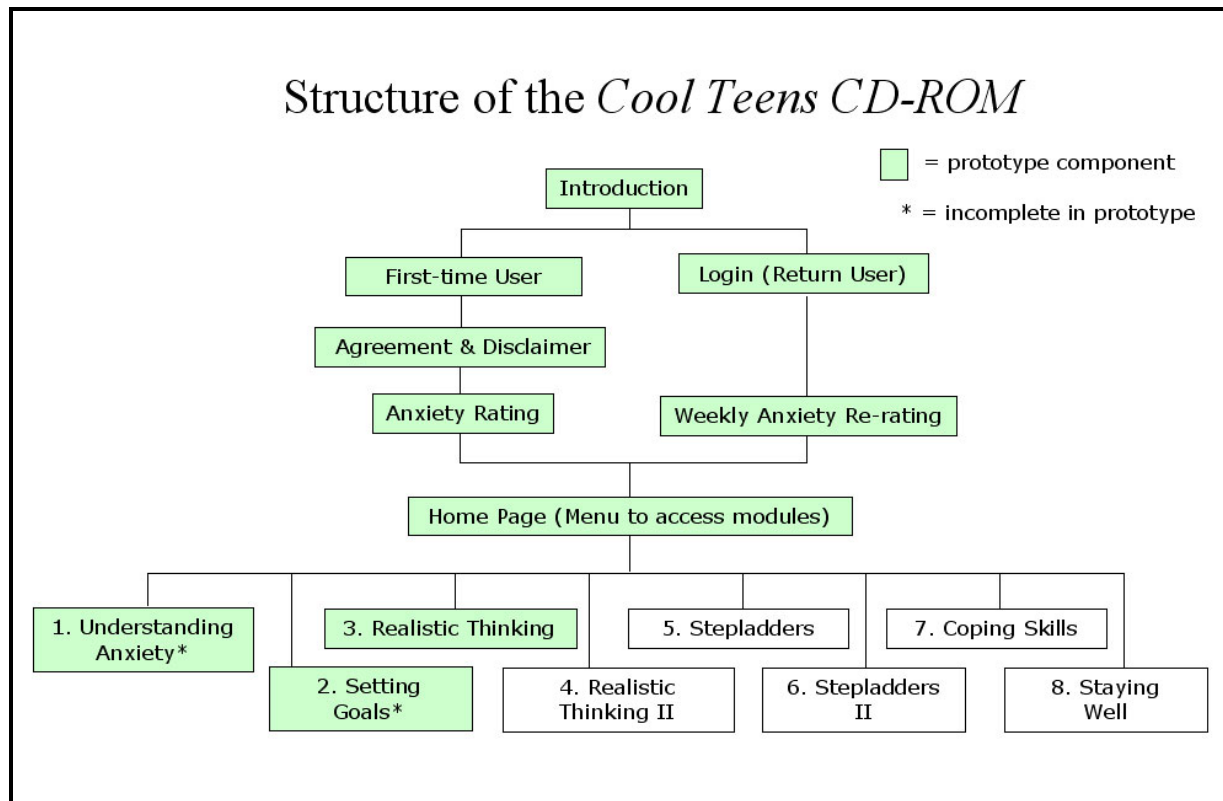 Structure of the Cool Teens CD-ROM
= prototype component
* = incomplete in prototype
Introduction
First-time User
Login (Return User)
Agreement & Disclaimer
Anxiety Rating
Weekly Anxiety Re-rating
Home Page (Menu to access modules)
1. Understanding
Anxiety*
3. Realistic Thinking
5. Stepladders
7. Coping Skills
2. Setting
Goals*
4. Realistic
Thinking II
6. Stepladders
II
8. Staying
Well